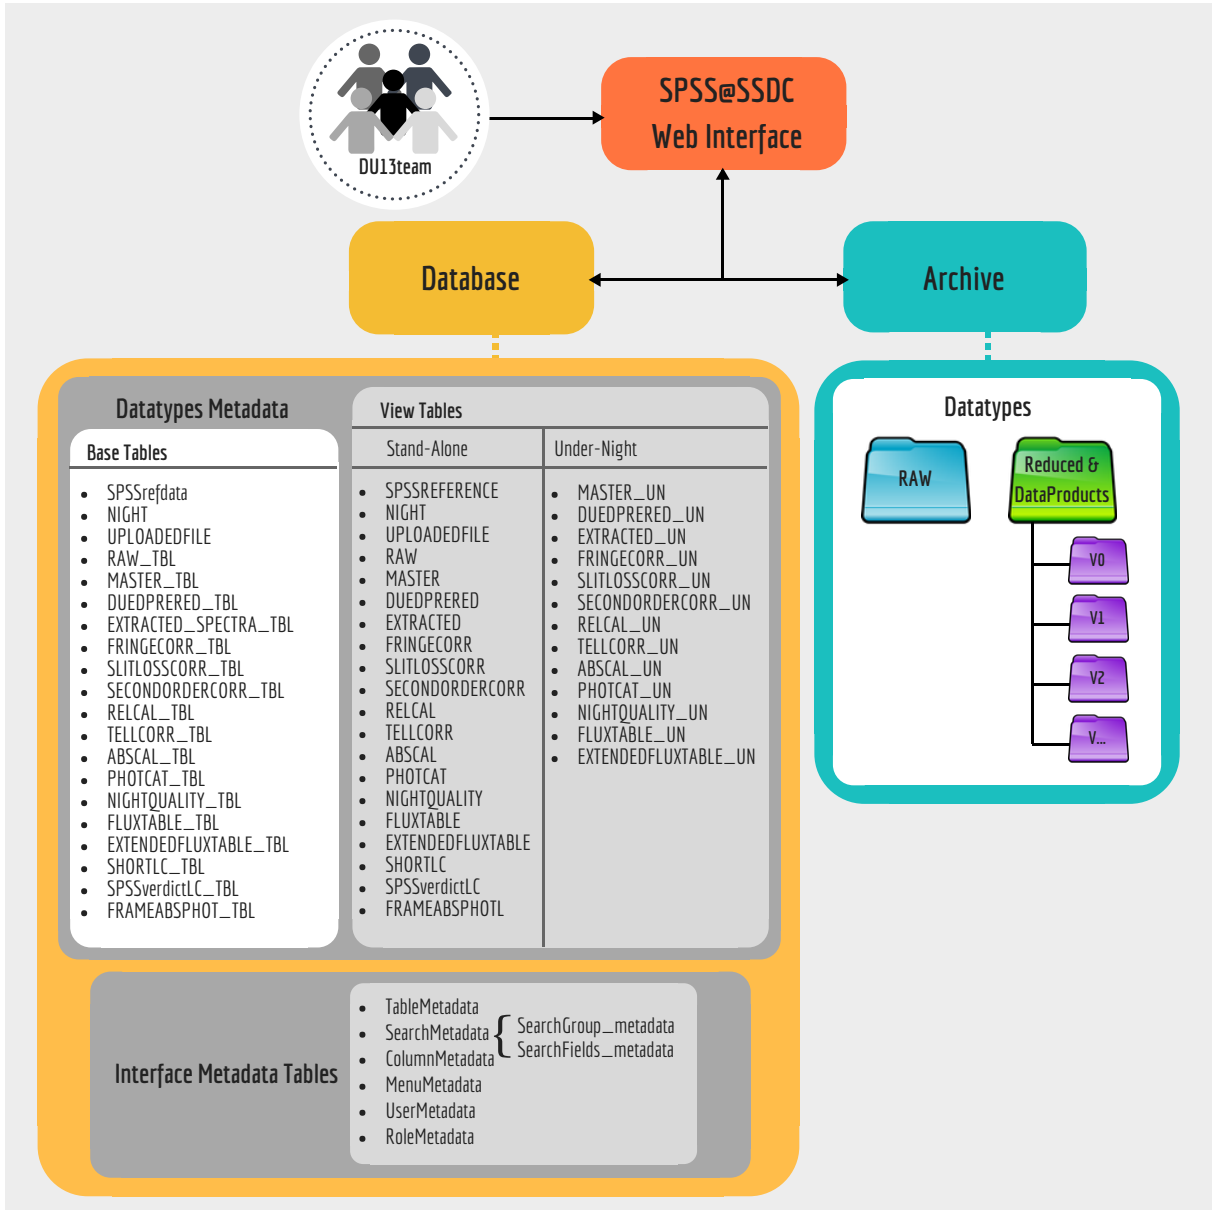 DU13team
SPSS@SSDC
Web Interface
Database
Archive
Datatypes Metadata
Base Tables
SPSSrefdata
NIGHT
UPLOADEDFILE
RAW_TBL
MASTER_TBL
DUEDPRERED_TBL
EXTRACTED_SPECTRA_TBL
FRINGECORR_TBL
SLITLOSSCORR_TBL
SECONDORDERCORR_TBL
RELCAL_TBL
TELLCORR_TBL
ABSCAL_TBL
PHOTCAT_TBL
NIGHTQUALITY_TBL
FLUXTABLE_TBL
EXTENDEDFLUXTABLE_TBL
SHORTLC_TBL
SPSSverdictLC_TBL
FRAMEABSPHOT_TBL
View Tables
Stand-Alone
SPSSREFERENCE
NIGHT
UPLOADEDFILE
RAW
MASTER
DUEDPRERED
EXTRACTED
FRINGECORR
SLITLOSSCORR
SECONDORDERCORR
RELCAL
TELLCORR
ABSCAL
PHOTCAT
NIGHTQUALITY
FLUXTABLE
EXTENDEDFLUXTABLE
SHORTLC
SPSSverdictLC
FRAMEABSPHOTL
Under-Night
MASTER_UN
DUEDPRERED_UN
EXTRACTED_UN
FRINGECORR_UN
SLITLOSSCORR_UN
SECONDORDERCORR_UN
RELCAL_UN
TELLCORR_UN
ABSCAL_UN
PHOTCAT_UN
NIGHTQUALITY_UN
FLUXTABLE_UN
EXTENDEDFLUXTABLE_UN
Datatypes
RAW
Reduced &
DataProducts
V0
V1
V2
V...
Interface Metadata Tables
TableMetadata
SearchMetadata
SearchGroup_metadata
SearchFields_metadata
ColumnMetadata
MenuMetadata
UserMetadata
RoleMetadata